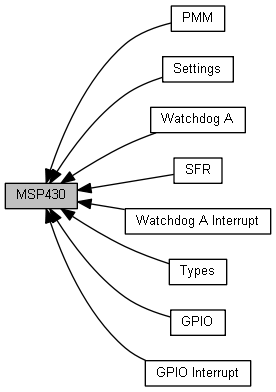 PMM
Settings
Watchdog A
SFR
MSP430
Watchdog A Interrupt
Types
GPIO
GPIO Interrupt